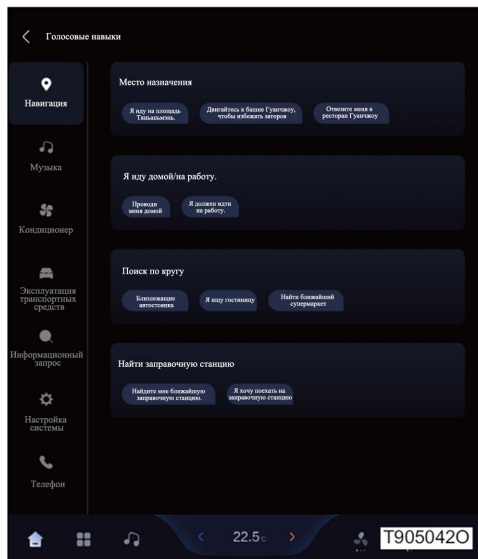 Голосовые навыки
Навигация
Музыка
Кондиционер
Эксплуатация
транспортных
средств
Информационный
запрос
Настройка
системы
Телефон
Место назначения
Я иду на площадь
Тяньаньмэнь.
Двигайтесь к башне Гуанчжоу,
чтобы избежать заторов
Отвезите меня в
ресторан Гуанчжоу
Я иду домой/на работу.
Проводи
меня домой
Я должен идти
на работу.
Поиск по кругу
Близлежащие
автостоянка
Я ищу гостиницу
Найти ближайший
супермаркет
Найти заправочную станцию
Найдите мне ближайшую
заправочную станцию.
Я хочу поехать на
заправочную станцию
22.5°C
T905042O